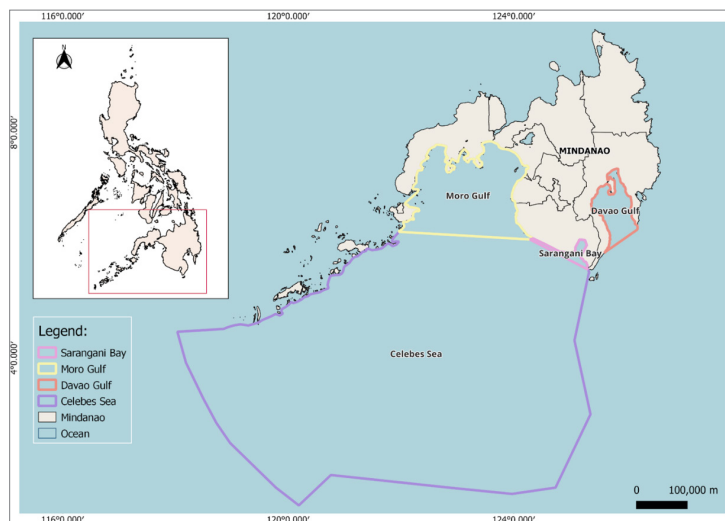 116°0.000′ 120°0.000′ 124°0.000′
N
8°0.000′
MINDANAO
Moro Gulf
Davao Gulf
Sarangani Bay
Legend:
Sarangani Bay
Moro Gulf
Davao Gulf
Celebes Sea
Mindanao
Ocean
4°0.000′
Celebes Sea
0 100,000 m
116°0.000′ 120°0.000′ 124°0.000′